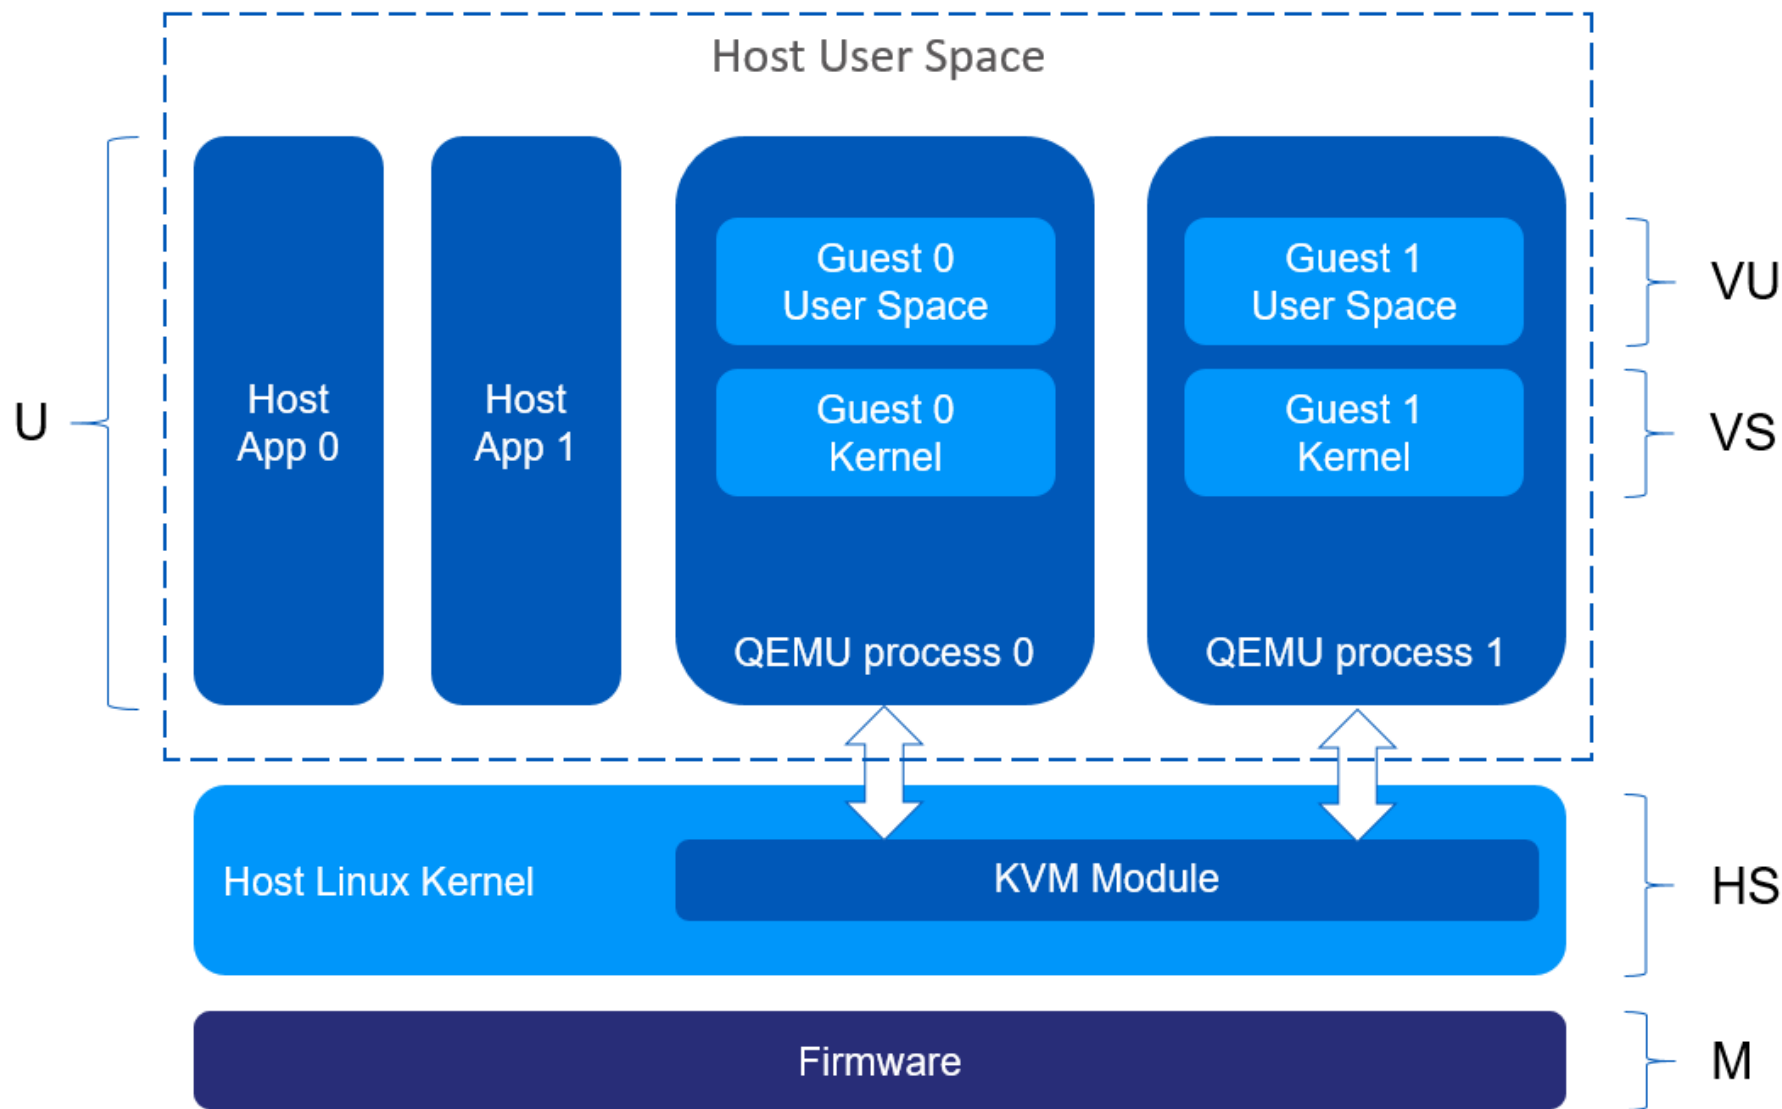 Host User Space
U
Host
App 0
Host
App 1
Guest 0
User Space
Guest 0
Kernel
QEMU process 0
Guest 1
User Space
Guest 1
Kernel
QEMU process 1
VU
VS
Host Linux Kernel
KVM Module
HS
Firmware
M